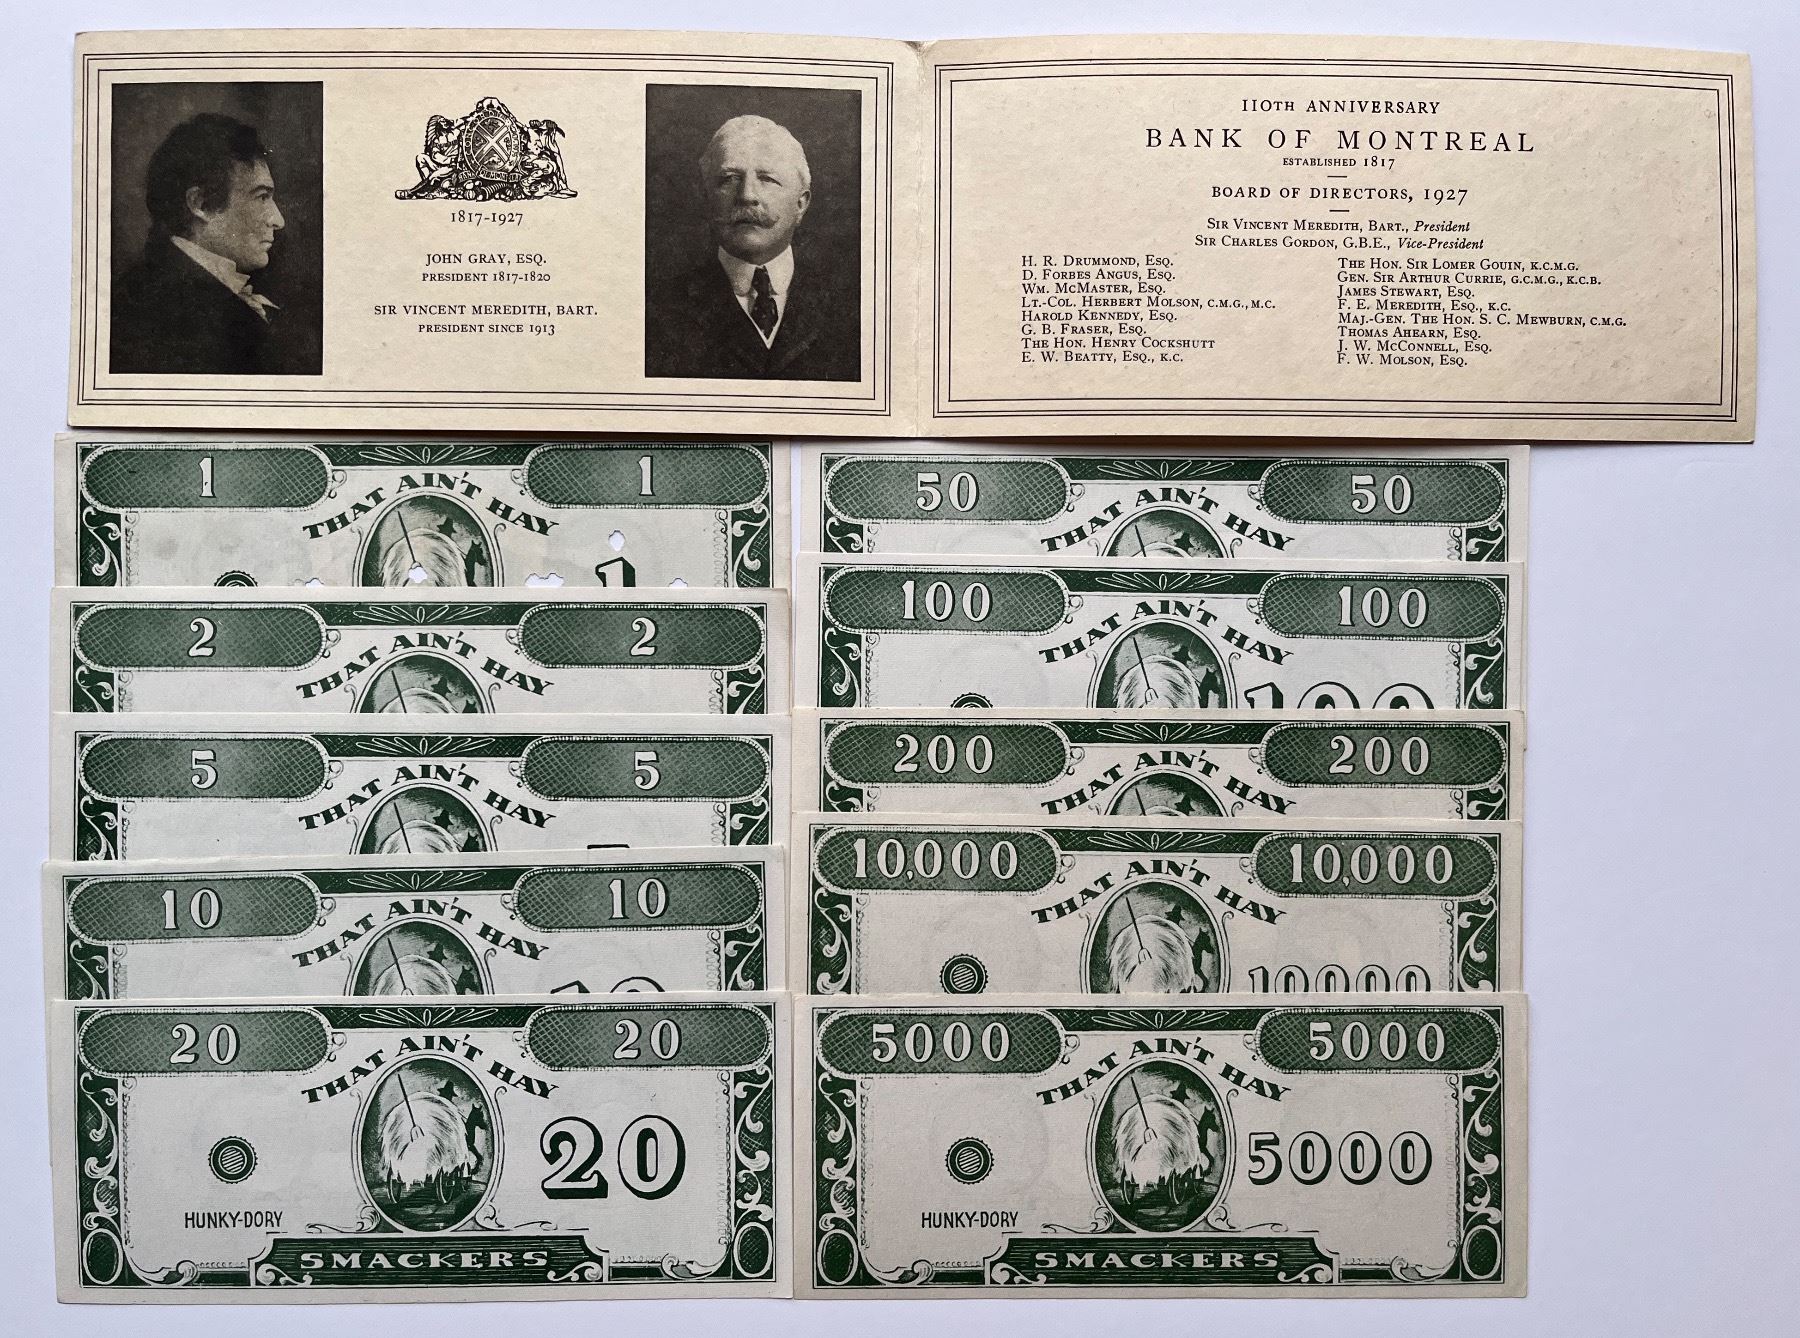 1817-1927
JOHN GRAY, ESQ.
PRESIDENT 1817-1820
SIR VINCENT MEREDITH, BART.
PRESIDENT SINCE 1913
110TH ANNIVERSARY
BANK OF MONTREAL
ESTABLISHED 1817
BOARD OF DIRECTORS, 1927
SIR VINCENT MEREDITH, BART., President
SIR CHARLES GORDON, G.B.E., Vice-President
H. R. DRUMMOND, ESQ.
D. FORBES ANGUS, ESQ.
WM. MCMASTER, ESQ.
LT.-COL. HERBERT MOLSON, C.M.G., M.C.
HAROLD KENNEDY, ESQ.
G. B. FRASER, ESQ.
THE HON. HENRY COCKSHUTT
E. W. BEATTY, ESQ., K.C.
THE HON. SIR LOMER GOUIN, K.C.M.G.
GEN. SIR ARTHUR CURRIE, G.C.M.G., K.C.B.
JAMES STEWART, ESQ.
F. E. MEREDITH, ESQ., K.C.
MAJ.-GEN. THE HON. S. C. MEWBURN, C.M.G.
THOMAS AHEARN, ESQ.
J. W. MCCONNELL, ESQ.
F. W. MOLSON, ESQ.
1 1
THAT AIN'T HAY
1
2 2
THAT AIN'T HAY
5 5
THAT AIN'T HAY
10 10
THAT AIN'T HAY
10
20 20
THAT AIN'T HAY
20
HUNKY-DORY
SMACKERS
50 50
THAT AIN'T HAY
100 100
THAT AIN'T HAY
100
200 200
THAT AIN'T HAY
10,000 10,000
THAT AIN'T HAY
10000
5000 5000
THAT AIN'T HAY
5000
HUNKY-DORY
SMACKERS